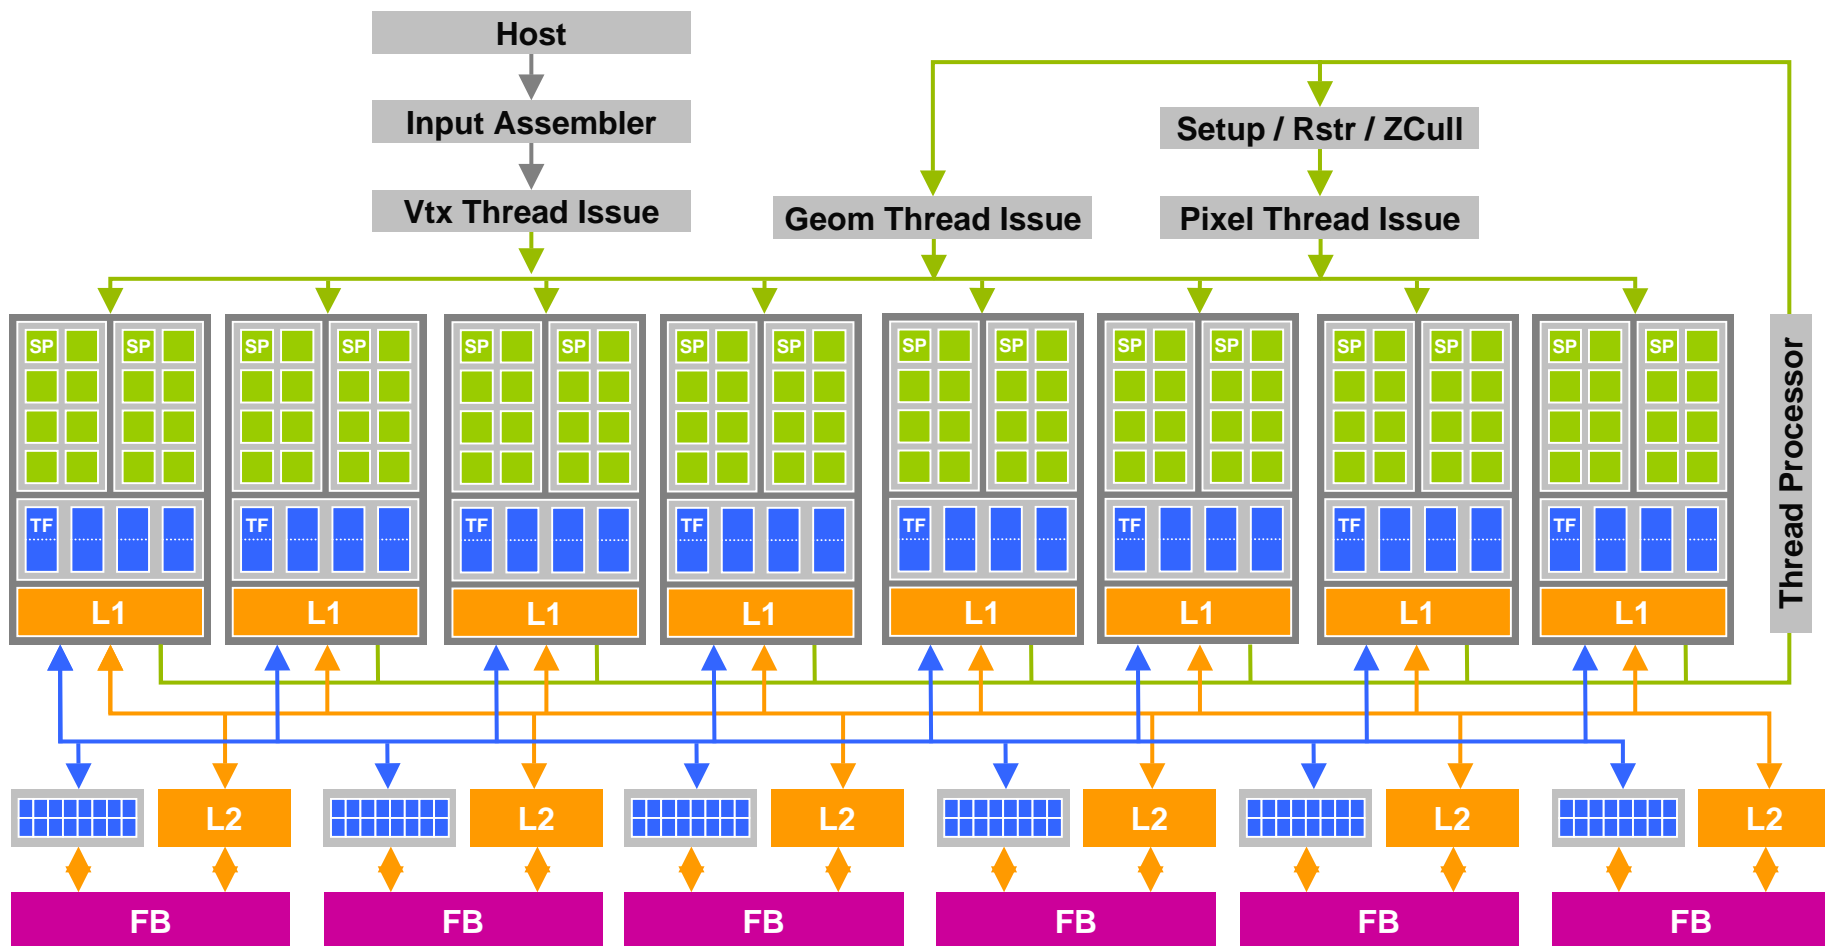 Host
Input Assembler
Setup / Rstr / ZCull
Vtx Thread Issue
Geom Thread Issue
Pixel Thread Issue
SP SP SP SP SP SP SP SP SP SP SP SP SP SP SP SP
Thread Processor
TF TF TF TF TF TF TF TF
L1 L1 L1 L1 L1 L1 L1 L1
L2 L2 L2 L2 L2 L2
FB FB FB FB FB FB